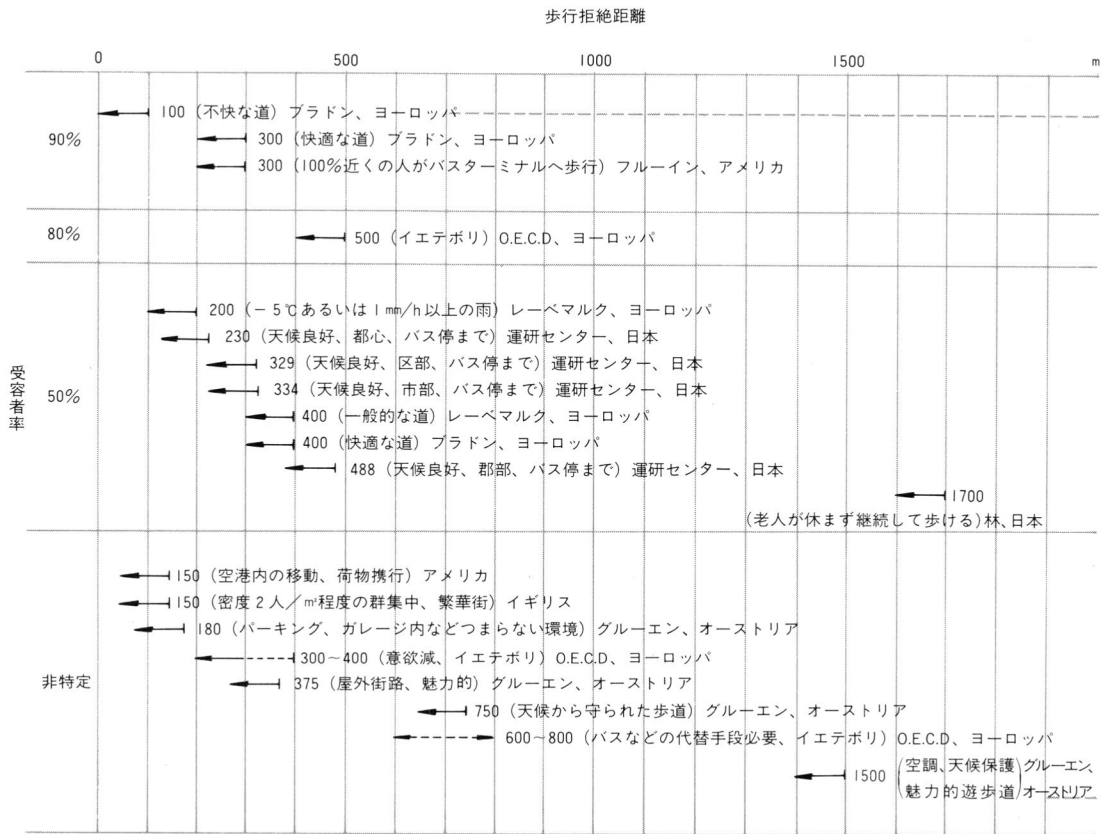 歩行拒絶距離
0 500 1000 1500 m
受容者率
90%
100（不快な道）ブラドン、ヨーロッパ
300（快適な道）ブラドン、ヨーロッパ
300（100％近くの人がバスターミナルへ歩行）フルーイン、アメリカ
80%
500（イエテボリ）O.E.C.D、ヨーロッパ
50%
200（－5℃あるいは1mm/h以上の雨）レーベマルク、ヨーロッパ
230（天候良好、都心、バス停まで）運研センター、日本
329（天候良好、区部、バス停まで）運研センター、日本
334（天候良好、市部、バス停まで）運研センター、日本
400（一般的な道）レーベマルク、ヨーロッパ
400（快適な道）ブラドン、ヨーロッパ
488（天候良好、郡部、バス停まで）運研センター、日本
1700
（老人が休まず継続して歩ける）林、日本
非特定
150（空港内の移動、荷物携行）アメリカ
150（密度2人／㎡程度の群集中、繁華街）イギリス
180（パーキング、ガレージ内などつまらない環境）グルーエン、オーストリア
300～400（意欲減、イエテボリ）O.E.C.D、ヨーロッパ
375（屋外街路、魅力的）グルーエン、オーストリア
750（天候から守られた歩道）グルーエン、オーストリア
600～800（バスなどの代替手段必要、イエテボリ）O.E.C.D、ヨーロッパ
1500（空調、天候保護 魅力的遊歩道）グルーエン、オーストリア